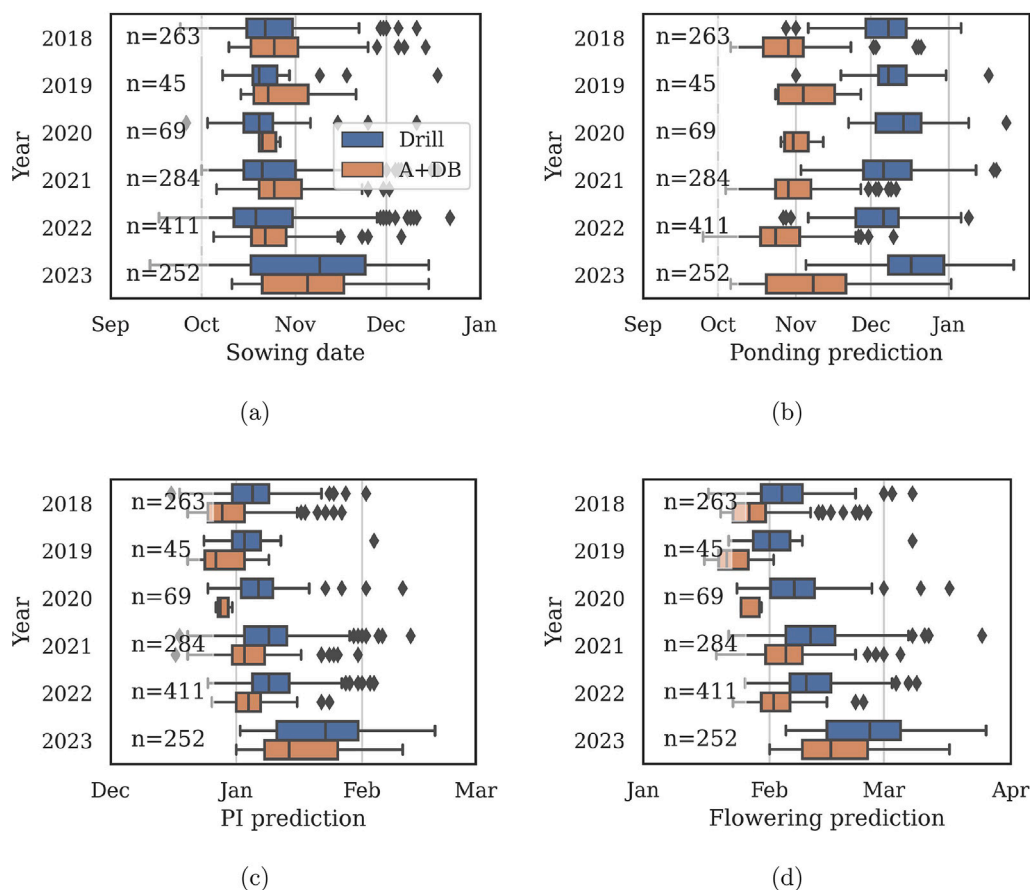 2018
n=263
2019
n=45
2020
n=69
2021
n=284
2022
n=411
2023
n=252
Year
Drill
A+DB
Sep
Oct
Nov
Dec
Jan
Sowing date
(a)
2018
n=263
2019
n=45
2020
n=69
2021
n=284
2022
n=411
2023
n=252
Year
Sep
Oct
Nov
Dec
Jan
Ponding prediction
(b)
2018
n=263
2019
n=45
2020
n=69
2021
n=284
2022
n=411
2023
n=252
Year
Dec
Jan
Feb
Mar
PI prediction
(c)
2018
n=263
2019
n=45
2020
n=69
2021
n=284
2022
n=411
2023
n=252
Year
Jan
Feb
Mar
Apr
Flowering prediction
(d)